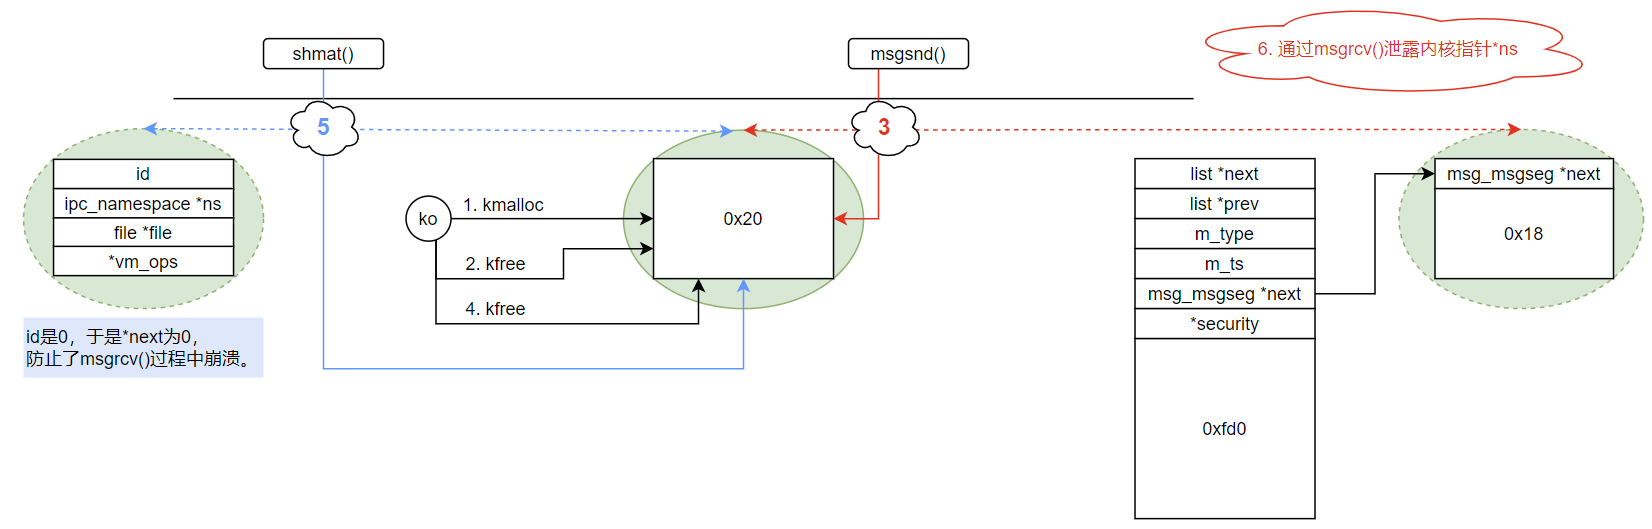 shmat()
msgsnd()
6. 通过msgrcv()泄露内核指针*ns
5
3
id
ipc_namespace *ns
file *file
*vm_ops
id是0，于是*next为0，
防止了msgrcv()过程中崩溃。
ko
1. kmalloc
2. kfree
4. kfree
0x20
list *next
list *prev
m_type
m_ts
msg_msgseg *next
*security
0xfd0
msg_msgseg *next
0x18